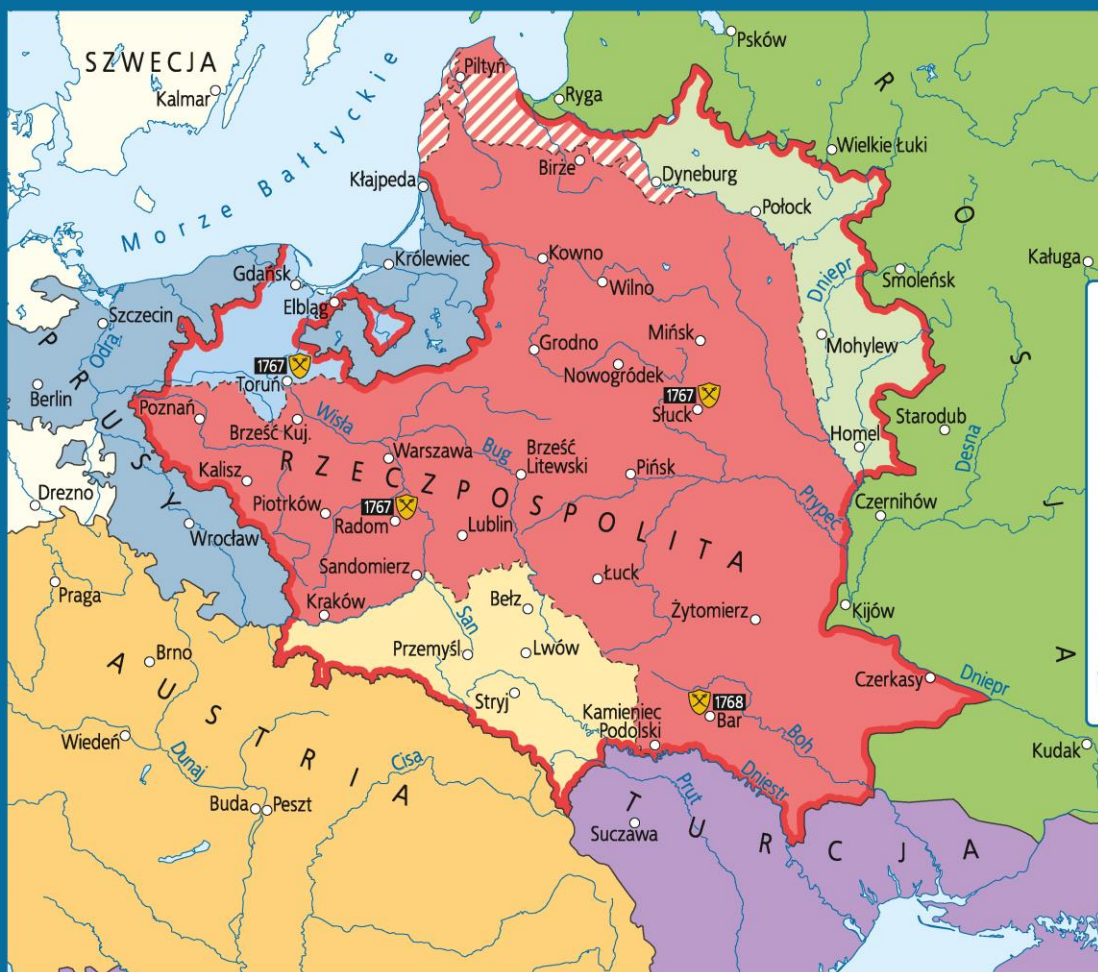 SZWECJA
Kalmar
Psków
Piltyń
Ryga
Wielkie Łuki
Birże
Dyneburg
Połock
Morze Bałtyckie
Kłajpeda
Królewiec
Gdańsk
Elbląg
Kowno
Wilno
Dniepr
Smoleńsk
Kaługa
Szczecin
Odra
Mińsk
Grodno
Nowogródek
Mohylew
1767
Toruń
1767
Słuck
Berlin
PRUSY
Poznań
Brześć Kuj.
Wisła
Warszawa
Bug
Brześć
Litewski
Pińsk
Homel
Starodub
Desna
Kalisz
RZECZPOSPOLITA
Piotrków
1767
Radom
Lublin
Prypeć
Czernihów
Drezno
Wrocław
Sandomierz
Łuck
ROSJA
Praga
Kraków
San
Bełz
Żytomierz
Kijów
Brno
Przemyśl
Lwów
Stryj
Czerkasy
Dniepr
AUSTRIA
Wiedeń
Dunaj
Cisa
Kamieniec
Podolski
1768
Bar
Boh
Kudak
Buda
Peszt
Prut
Dniestr
Suczawa
TURCJA